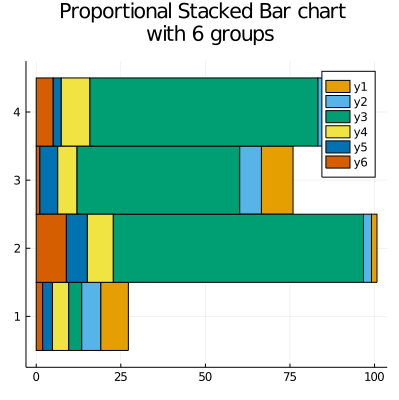 Proportional Stacked Bar chart
with 6 groups
y1
y2
y3
y4
y5
y6
4
3
2
1
0 25 50 75 100